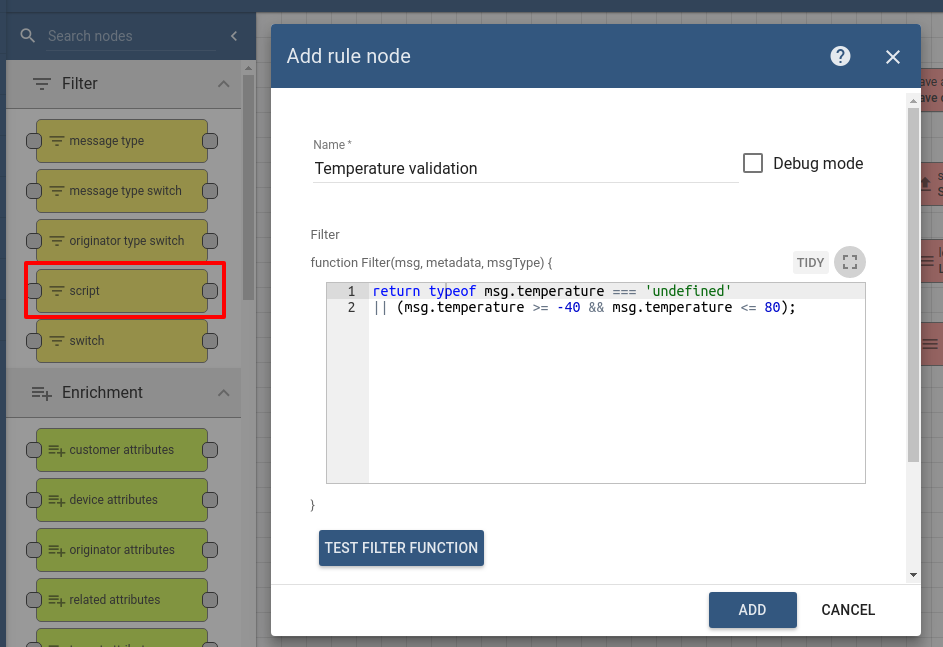 Search nodes
Filter
message type
message type switch
originator type switch
script
switch
Enrichment
customer attributes
device attributes
originator attributes
related attributes
Add rule node
?
Name *
Temperature validation
Debug mode
Filter
function Filter(msg, metadata, msgType) {
TIDY
1 return typeof msg.temperature === 'undefined'
2 || (msg.temperature >= -40 && msg.temperature <= 80);
}
TEST FILTER FUNCTION
ADD
CANCEL